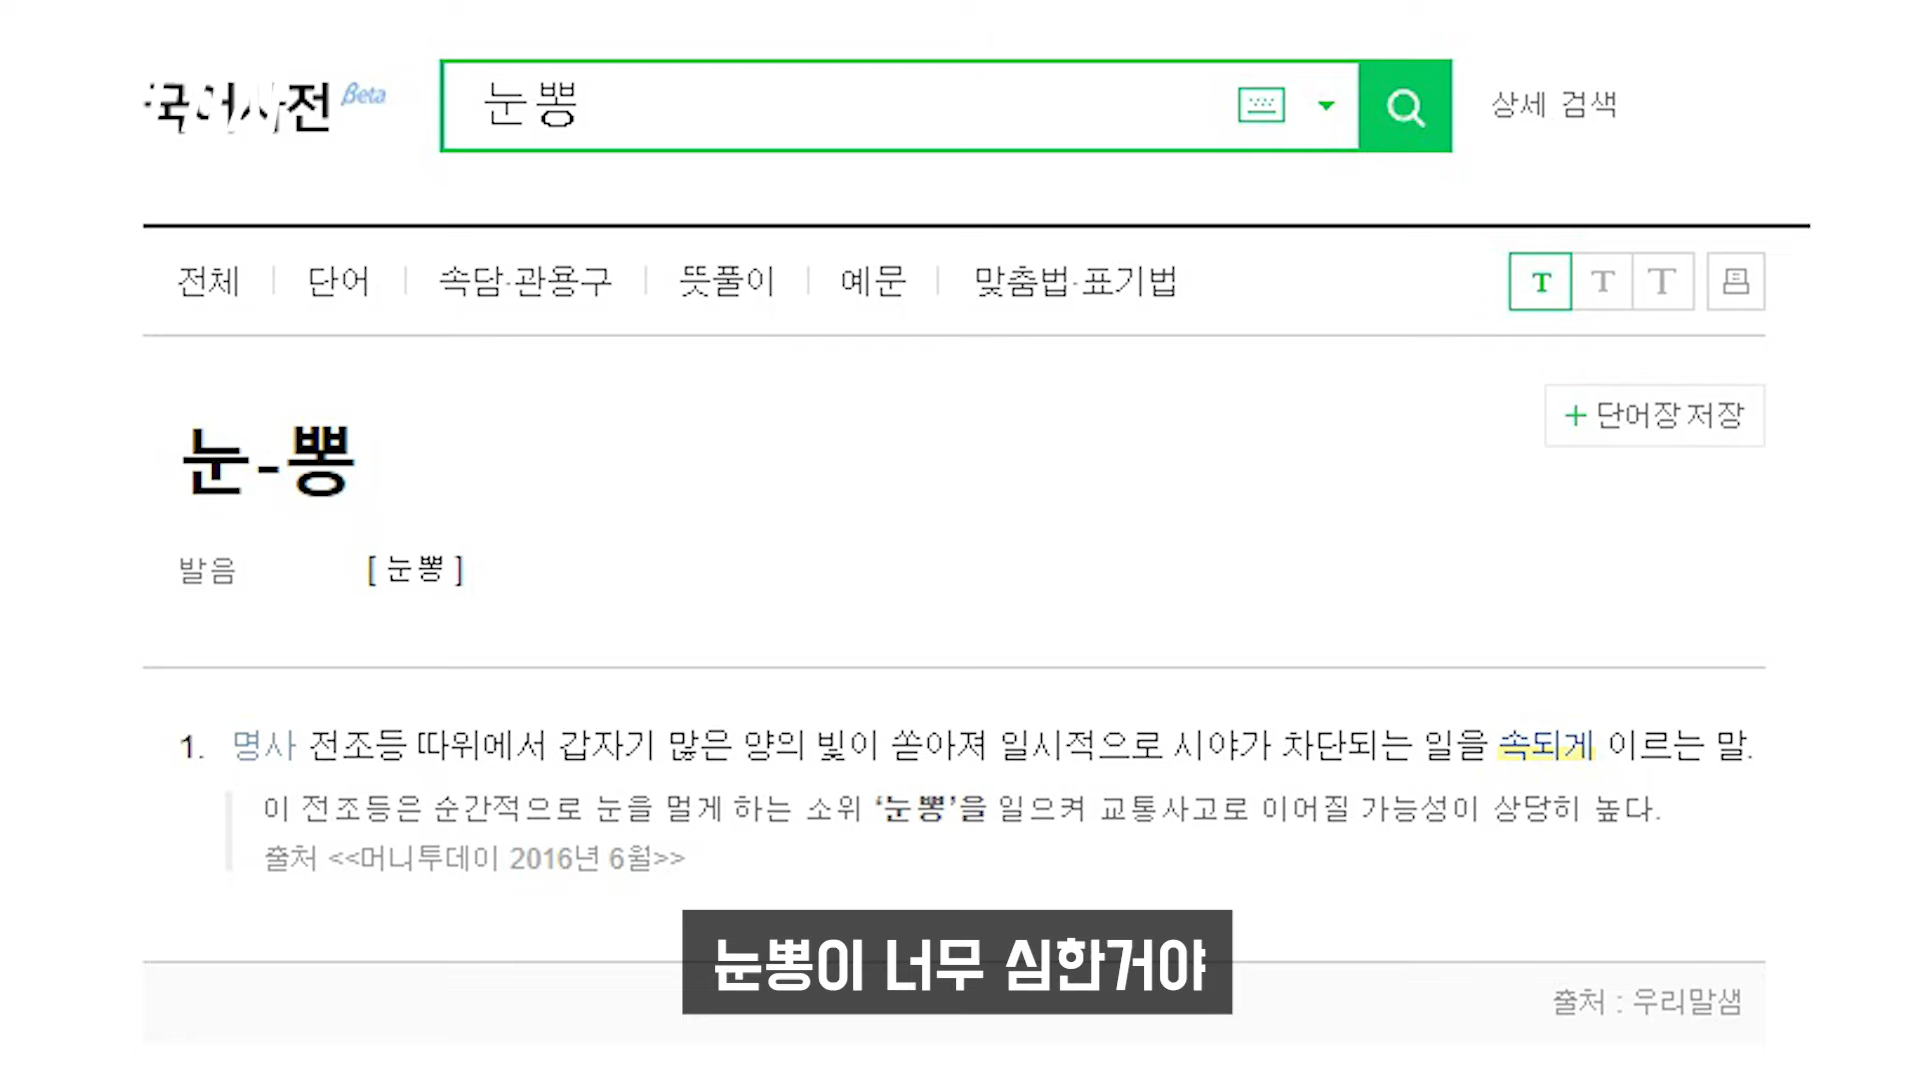 국어사전 Beta
눈뽕
상세 검색
전체 단어 속담·관용구 뜻풀이 예문 맞춤법·표기법
T T T
+ 단어장 저장
눈-뽕
발음 [눈뽕]
1. 명사 전조등 따위에서 갑자기 많은 양의 빛이 쏟아져 일시적으로 시야가 차단되는 일을 속되게 이르는 말.
이 전조등은 순간적으로 눈을 멀게 하는 소위 ‘눈뽕’을 일으켜 교통사고로 이어질 가능성이 상당히 높다.
출처 <<머니투데이 2016년 6월>>
눈뽕이 너무 심한거야
출처 : 우리말샘